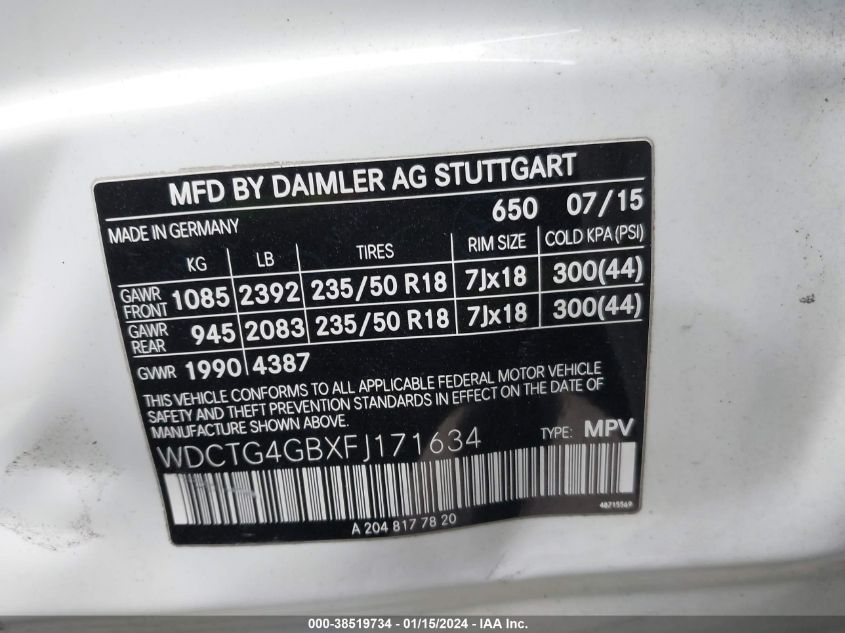 MFD BY DAIMLER AG STUTTGART
MADE IN GERMANY 650 07/15
KG LB TIRES RIM SIZE COLD KPA(PSI)
GAWR FRONT 1085 2392 235/50 R18 7Jx18 300(44)
GAWR REAR 945 2083 235/50 R18 7Jx18 300(44)
GVWR 1990 4387
THIS VEHICLE CONFORMS TO ALL APPLICABLE FEDERAL MOTOR VEHICLE
SAFETY AND THEFT PREVENTION STANDARDS IN EFFECT ON THE DATE OF
MANUFACTURE SHOWN ABOVE.
WDCTG4GBXFJ171634 TYPE: MPV
A 204 817 78 20 48715569
000-38519734 - 01/15/2024 - IAA Inc.